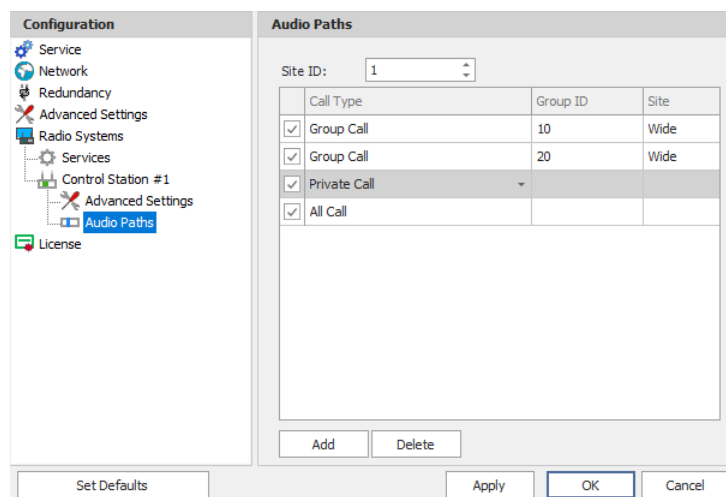 Configuration
Service
Network
Redundancy
Advanced Settings
Radio Systems
Services
Control Station #1
Advanced Settings
Audio Paths
License
Audio Paths
Site ID: 1
Call Type Group ID Site
Group Call 10 Wide
Group Call 20 Wide
Private Call
All Call
Add Delete
Set Defaults Apply OK Cancel